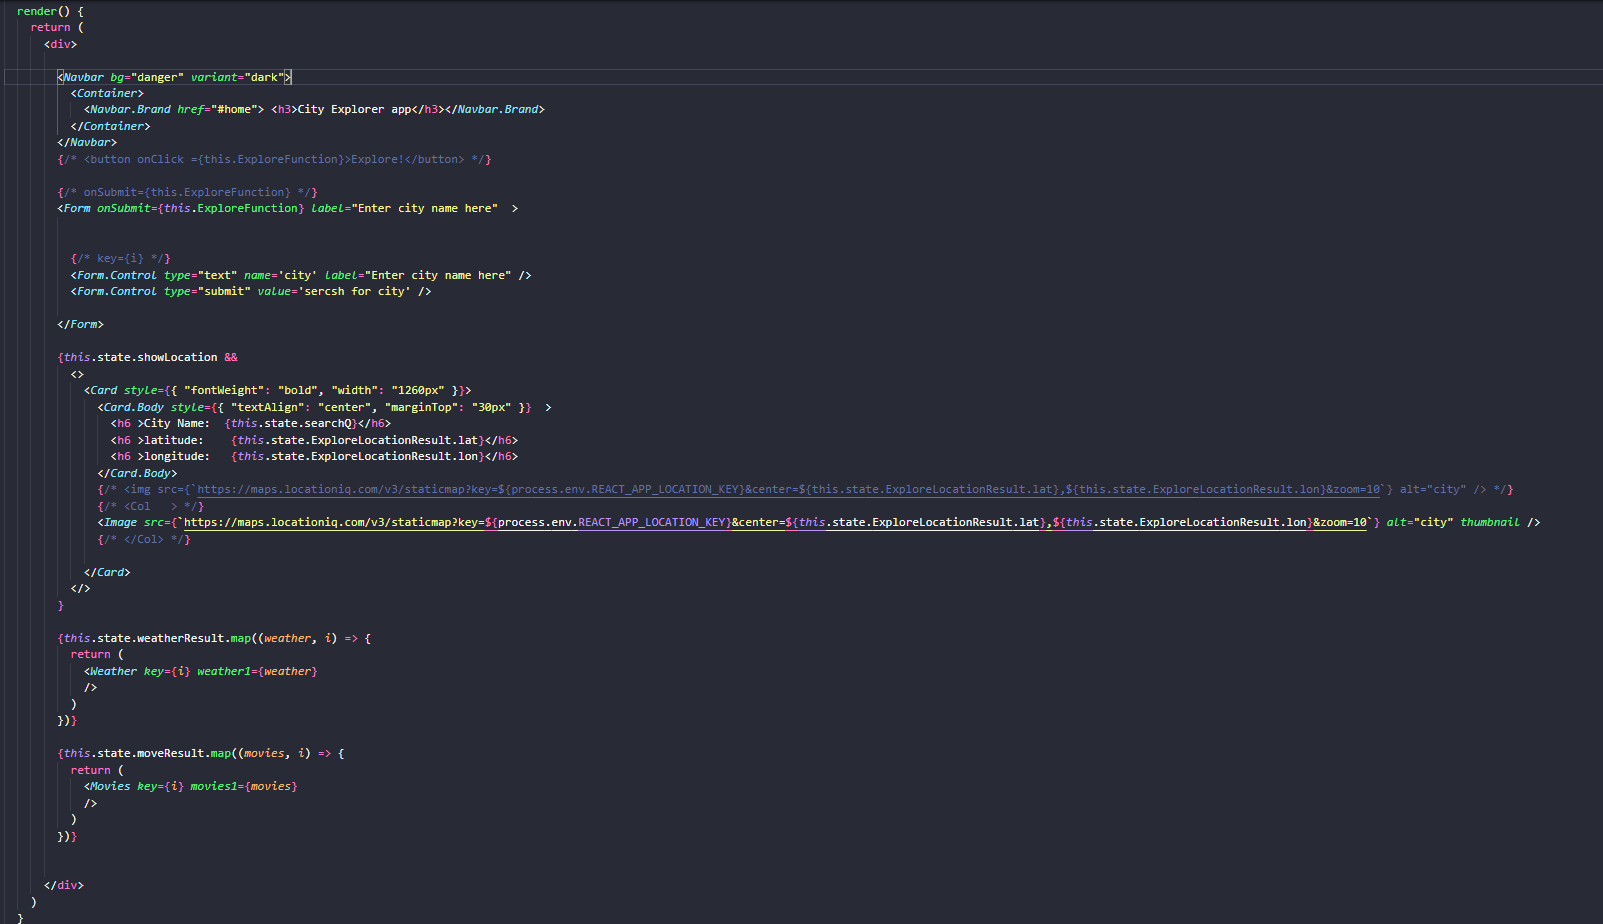 render() {
return (
<div>
<Navbar bg="danger" variant="dark">
<Container>
<Navbar.Brand href="#home"> <h3>City Explorer app</h3></Navbar.Brand>
</Container>
</Navbar>
{/* <button onClick ={this.ExploreFunction}>Explore!</button> */}
{/* onSubmit={this.ExploreFunction} */}
<Form onSubmit={this.ExploreFunction} label="Enter city name here"  >
{/* key={i} */}
<Form.Control type="text" name='city' label="Enter city name here" />
<Form.Control type="submit" value='sercsh for city' />
</Form>
{this.state.showLocation &&
<>
<Card style={{ "fontWeight": "bold", "width": "1260px" }}>
<Card.Body style={{ "textAlign": "center", "marginTop": "30px" }}  >
<h6 >City Name:  {this.state.searchQ}</h6>
<h6 >latitude:    {this.state.ExploreLocationResult.lat}</h6>
<h6 >longitude:   {this.state.ExploreLocationResult.lon}</h6>
</Card.Body>
{/* <img src={`https://maps.locationiq.com/v3/staticmap?key=${process.env.REACT_APP_LOCATION_KEY}&center=${this.state.ExploreLocationResult.lat},${this.state.ExploreLocationResult.lon}&zoom=10`} alt="city" /> */}
{/* <Col   > */}
<Image src={`https://maps.locationiq.com/v3/staticmap?key=${process.env.REACT_APP_LOCATION_KEY}&center=${this.state.ExploreLocationResult.lat},${this.state.ExploreLocationResult.lon}&zoom=10`} alt="city" thumbnail />
{/* </Col> */}
</Card>
</>
}
{this.state.weatherResult.map((weather, i) => {
return (
<Weather key={i} weather1={weather}
/>
)
})}
{this.state.moveResult.map((movies, i) => {
return (
<Movies key={i} movies1={movies}
/>
)
})}
</div>
)
}